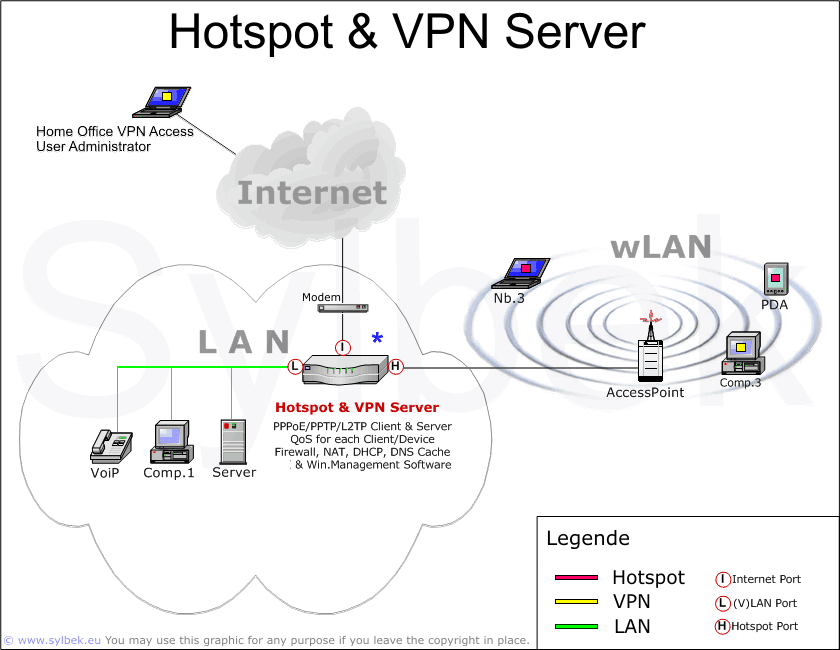 Hotspot & VPN Server
Home Office VPN Access
User Administrator
Internet
wLAN
Nb.3
PDA
Modem
LAN
*
I
L
H
Comp.3
AccessPoint
Hotspot & VPN Server
PPPoE/PPTP/L2TP Client & Server
QoS for each Client/Device
Firewall, NAT, DHCP, DNS Cache
& Win.Management Software
VoiP
Comp.1
Server
Sylbek
Legende
Hotspot
I Internet Port
VPN
L (V)LAN Port
LAN
H Hotspot Port
© www.sylbek.eu You may use this graphic for any purpose if you leave the copyright in place.